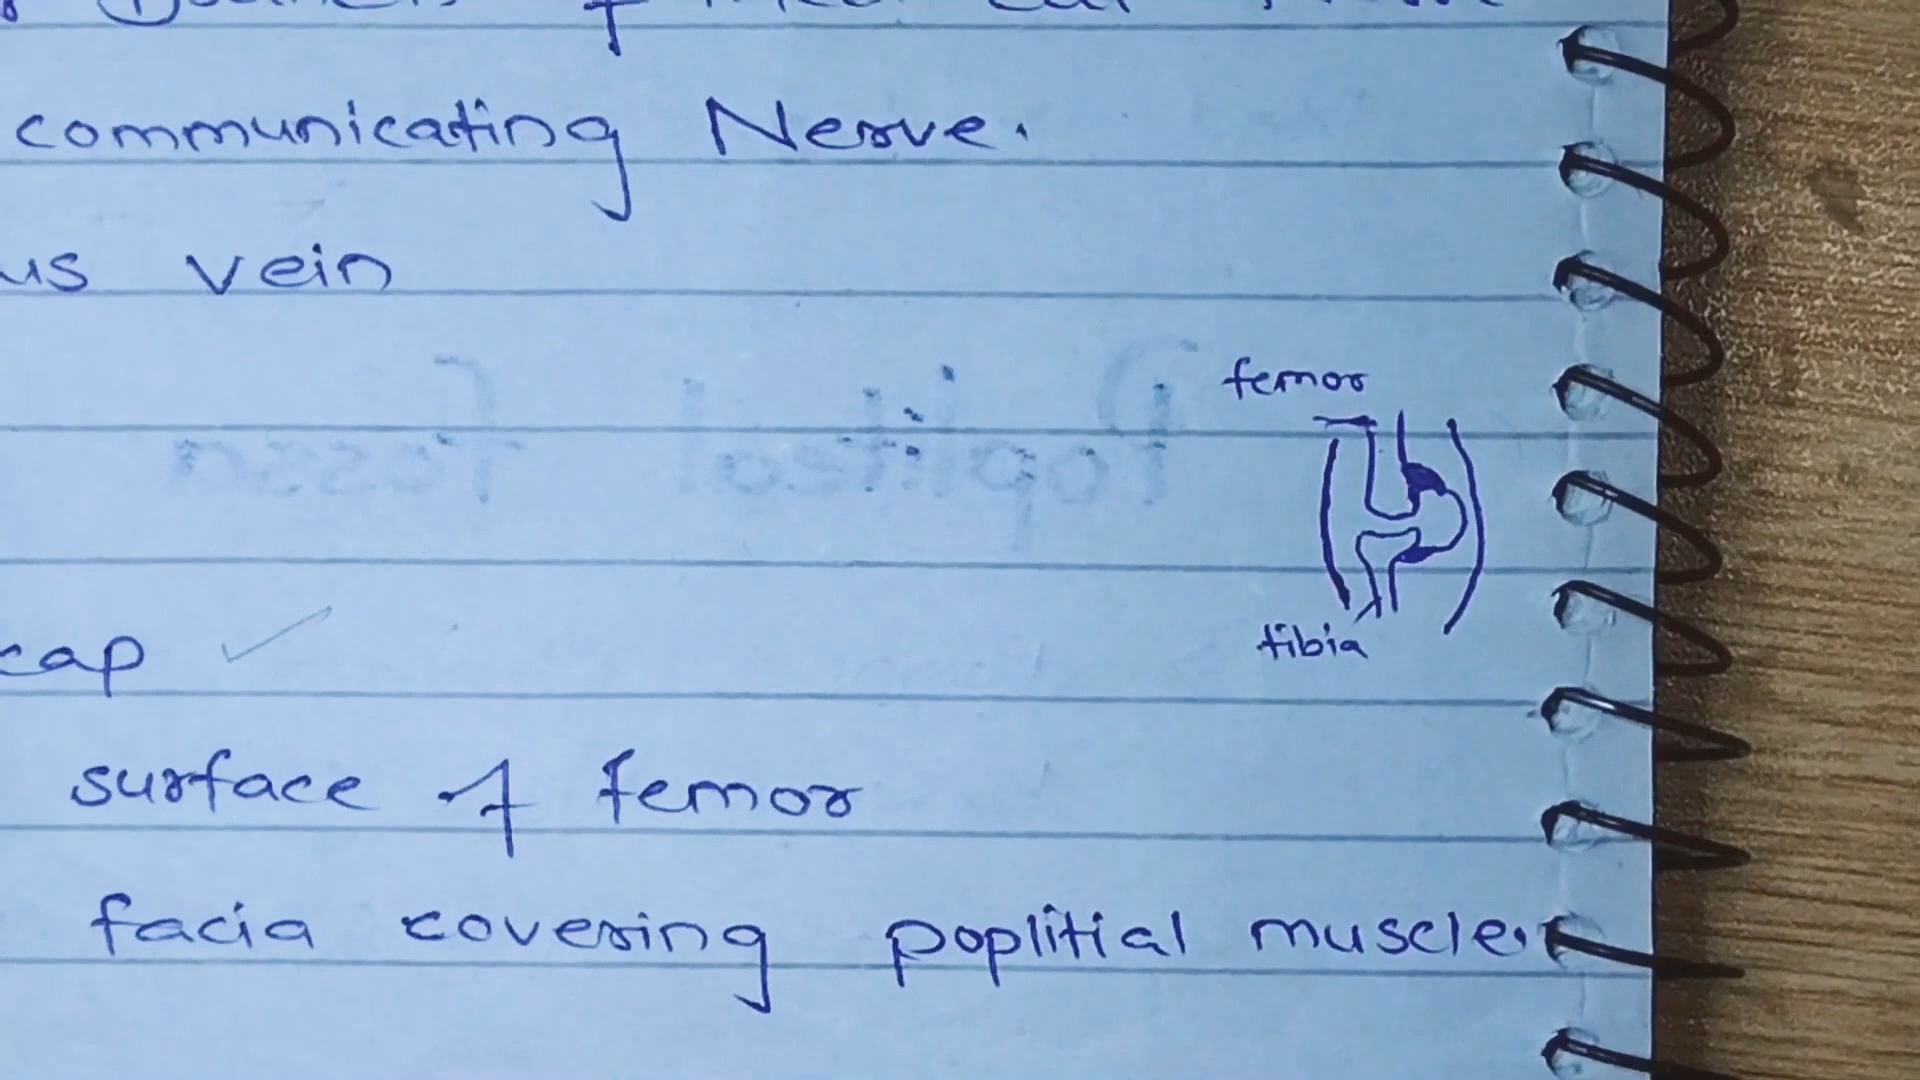 communicating Nerve.
us vein
femor
tibia
cap
surface of femor
facia covering poplitial muscle.